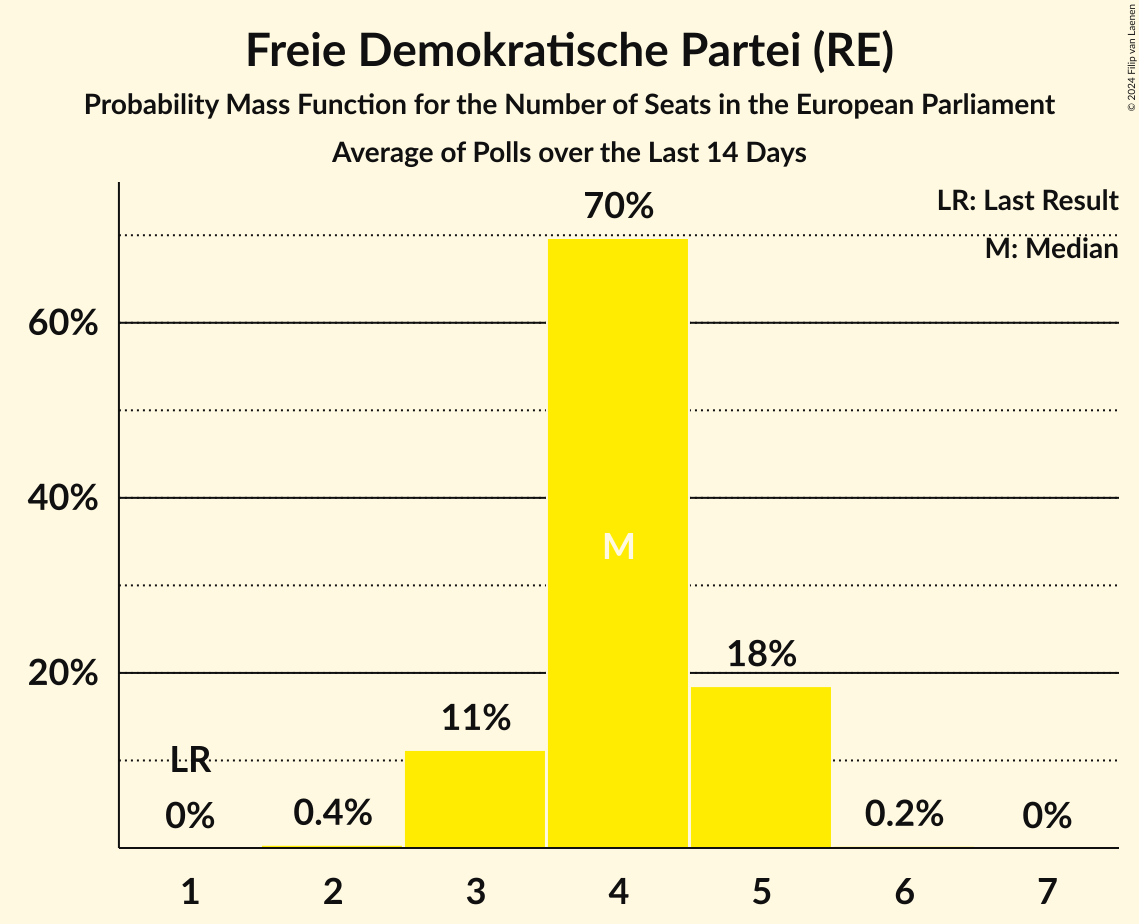 Freie Demokratische Partei (RE)
Probability Mass Function for the Number of Seats in the European Parliament
Average of Polls over the Last 14 Days
© 2024 Filip van Laenen
LR: Last Result
M: Median
70%
60%
40%
M
20%
18%
11%
LR
0%
0.4%
0.2%
0%
1 2 3 4 5 6 7